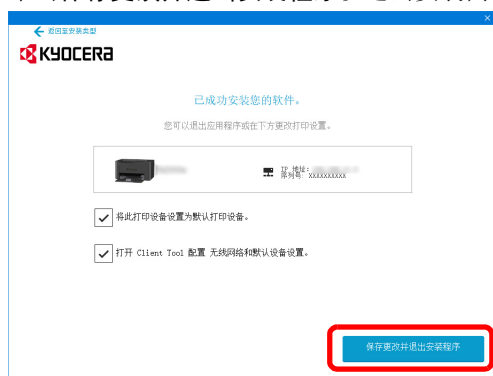 返回至安装类型
KYOCERA
已成功安装您的软件。
您可以退出应用程序或在下方更改打印设置。
IP 地址:
序列号: XXXXXXXXXX
将此打印设备设置为默认打印设备。
打开 Client Tool 配置 无线网络和默认设备设置。
保存更改并退出安装程序